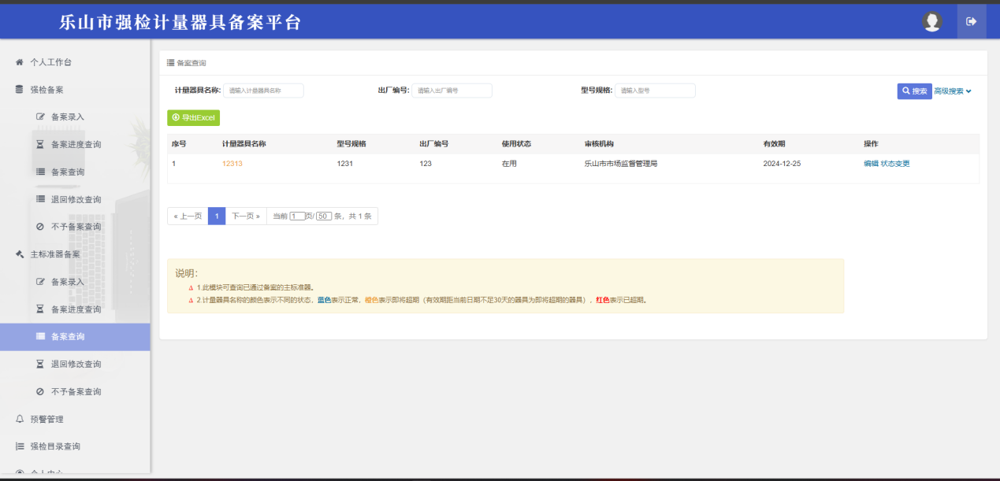 乐山市强检计量器具备案平台
个人工作台
强检备案
备案录入
备案进度查询
备案查询
退回修改查询
不予备案查询
主标准器备案
备案录入
备案进度查询
备案查询
退回修改查询
不予备案查询
预警管理
强检目录查询
个人中心
备案查询
计量器具名称: 请输入计量器具名称 出厂编号: 请输入出厂编号 型号规格: 请输入型号 搜索 高级搜索
导出Excel
序号 计量器具名称 型号规格 出厂编号 使用状态 审核机构 有效期 操作
1 12313 1231 123 在用 乐山市市场监督管理局 2024-12-25 编辑 状态变更
« 上一页 1 下一页 » 当前 1 页/ 50 条，共 1 条
说明：
1.此模块可查询已通过备案的主标准器。
2.计量器具名称的颜色表示不同的状态，蓝色表示正常，橙色表示即将超期（有效期距当前日期不足30天的器具为即将超期的器具），红色表示已超期。